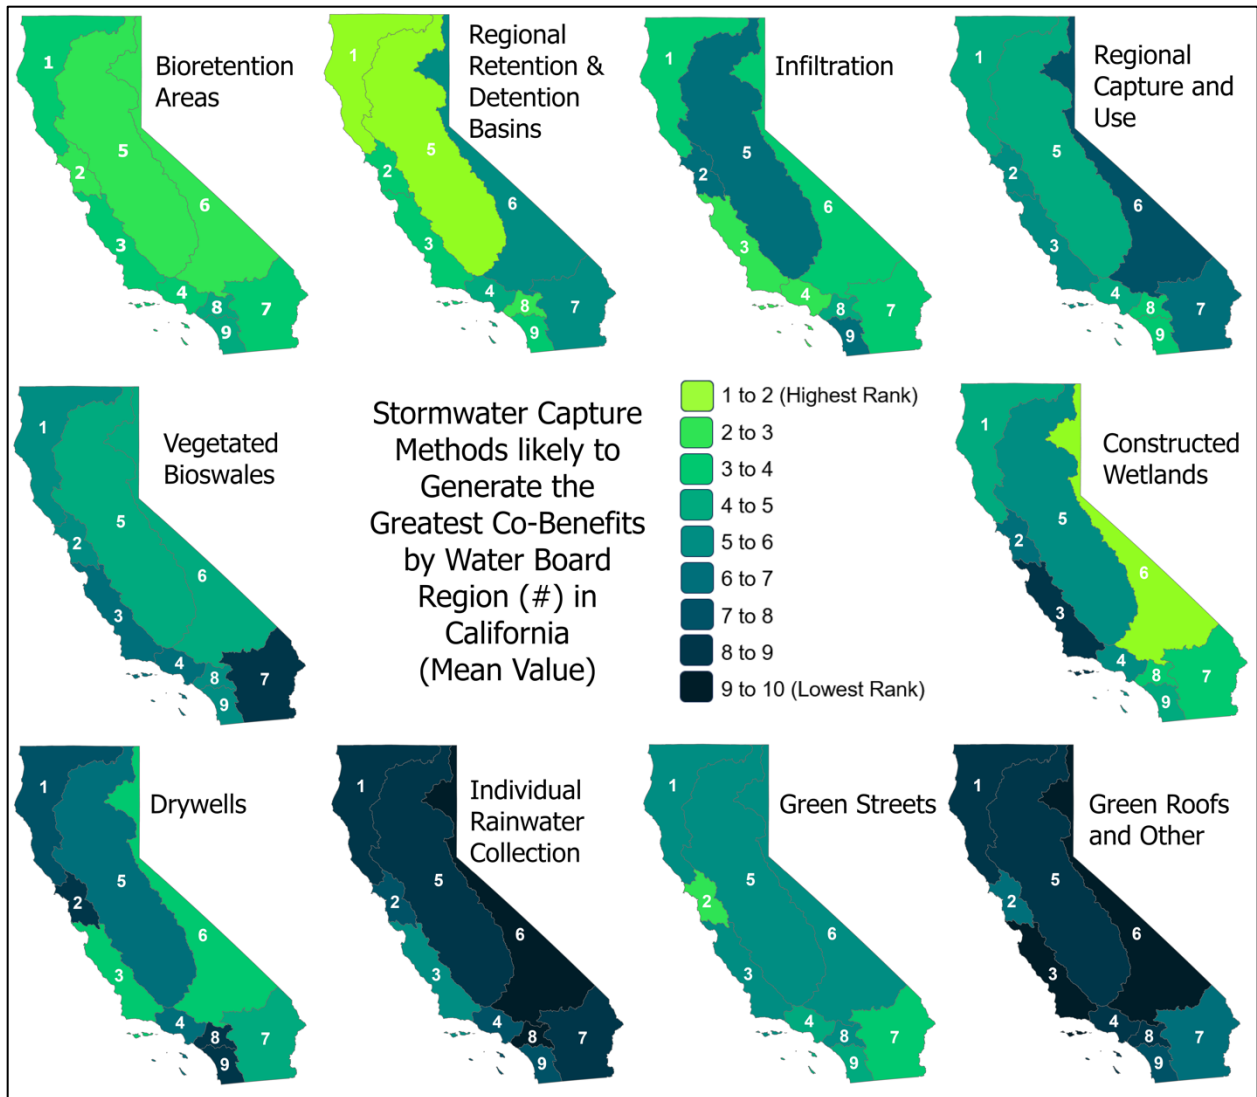 Bioretention
Areas
1
2
3
4
5
6
7
8
9
Regional
Retention &
Detention
Basins
1
2
3
4
5
6
7
8
9
Infiltration
2
3
4
5
6
7
8
9
Regional
Capture and
Use
1
2
3
4
5
6
7
8
9
Vegetated
Bioswales
1
2
3
4
5
6
7
8
9
Stormwater Capture
Methods likely to
Generate the
Greatest Co-Benefits
by Water Board
Region (#) in
California
(Mean Value)
1 to 2 (Highest Rank)
2 to 3
3 to 4
4 to 5
5 to 6
6 to 7
7 to 8
8 to 9
9 to 10 (Lowest Rank)
Constructed
Wetlands
1
2
3
4
5
6
7
8
9
Drywells
1
2
3
4
5
6
7
8
9
Individual
Rainwater
Collection
1
2
3
4
5
6
7
8
9
Green Streets
1
2
3
4
5
6
7
8
9
Green Roofs
and Other
1
2
3
4
5
6
7
8
9